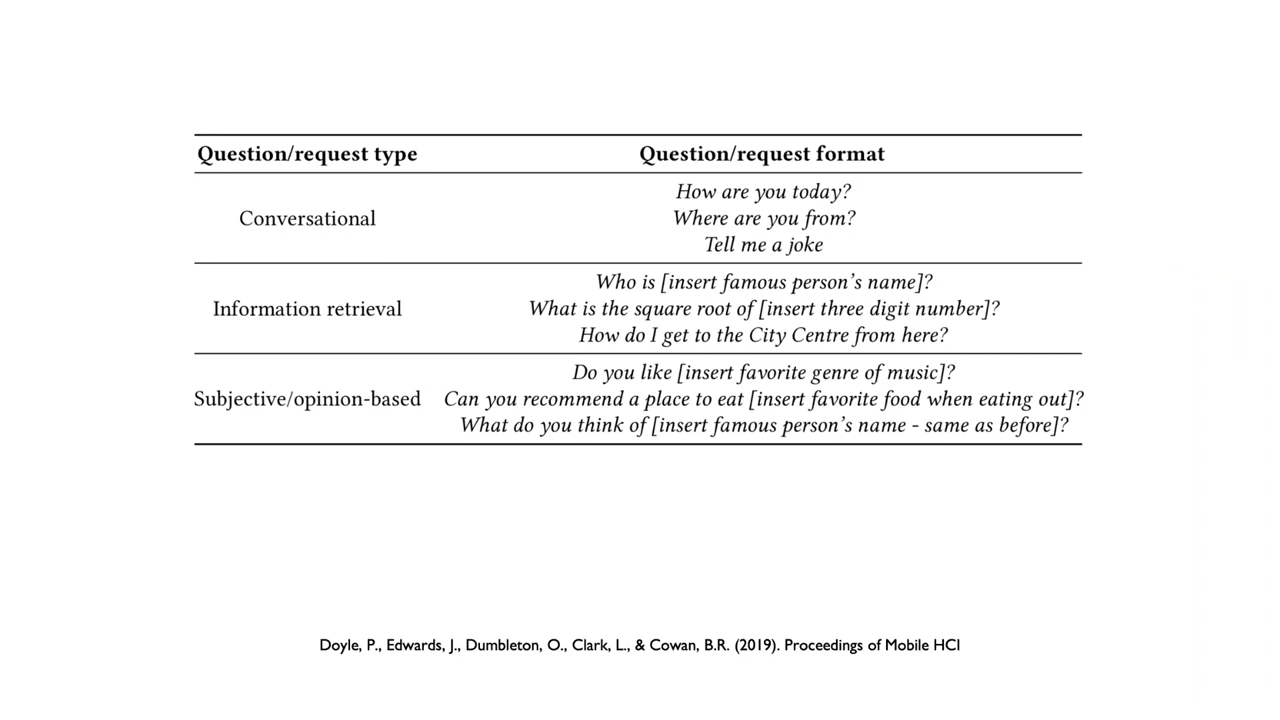 Question/request type Question/request format
Conversational
How are you today?
Where are you from?
Tell me a joke
Information retrieval
Who is [insert famous person’s name]?
What is the square root of [insert three digit number]?
How do I get to the City Centre from here?
Subjective/opinion-based
Do you like [insert favorite genre of music]?
Can you recommend a place to eat [insert favorite food when eating out]?
What do you think of [insert famous person’s name - same as before]?
Doyle, P., Edwards, J., Dumbleton, O., Clark, L., & Cowan, B.R. (2019). Proceedings of Mobile HCI